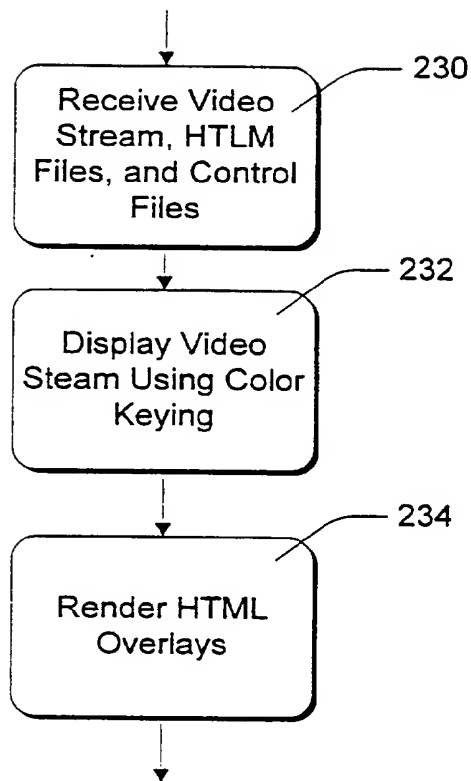 230
Receive Video
Stream, HTLM
Files, and Control
Files
232
Display Video
Steam Using Color
Keying
234
Render HTML
Overlays